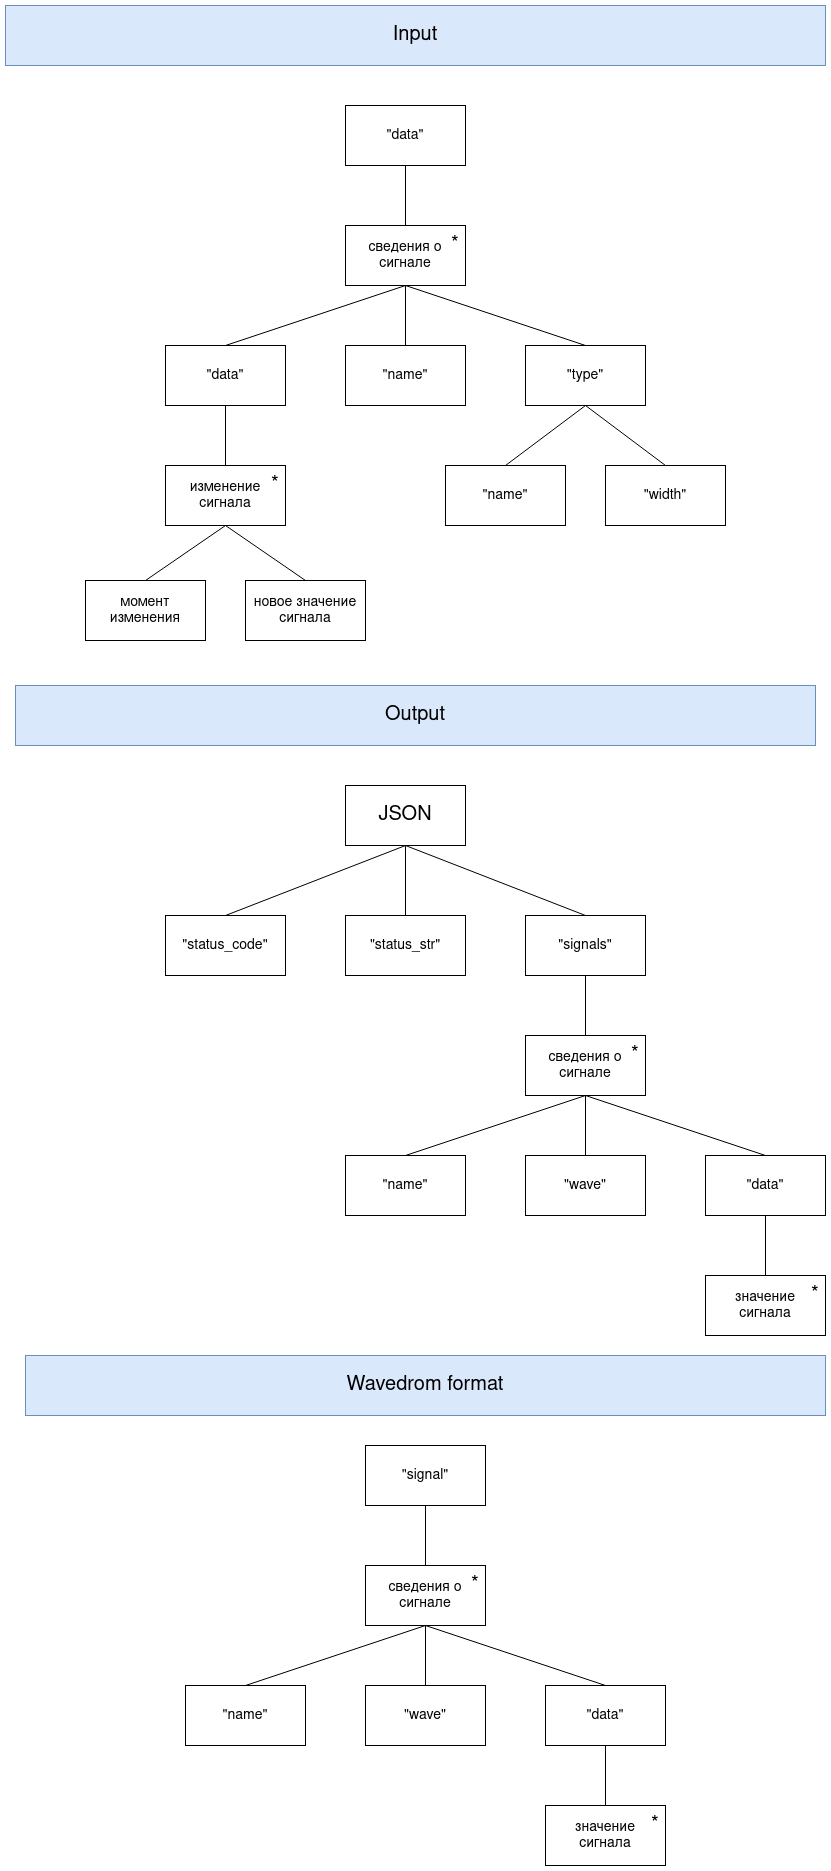 Input
"data"
сведения о *
сигнале
"data"
"name"
"type"
изменение *
сигнала
"name"
"width"
момент
изменения
новое значение
сигнала
Output
JSON
"status_code"
"status_str"
"signals"
сведения о *
сигнале
"name"
"wave"
"data"
значение *
сигнала
Wavedrom format
"signal"
сведения о *
сигнале
"name"
"wave"
"data"
значение *
сигнала